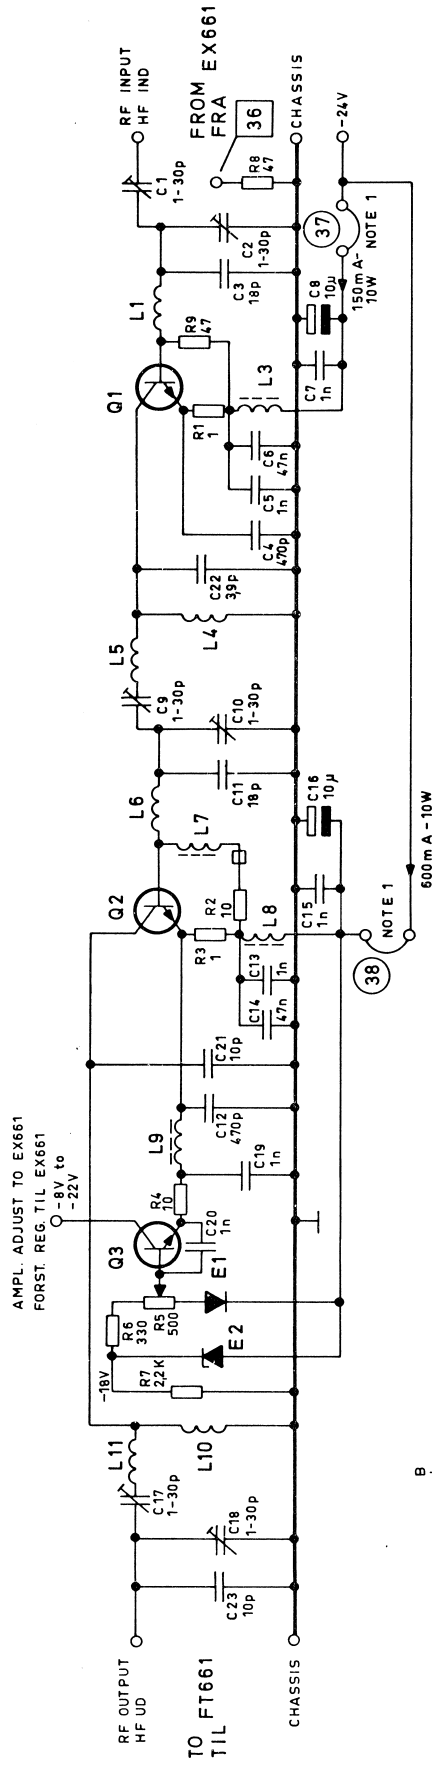 AMPL. ADJUST TO EX661
FORST. REG. TIL EX661
-8V to
-22V
RF OUTPUT
HF UD
TO FT661
TIL
CHASSIS
C23
10p
C17
1-30p
C18
1-30p
L11
L10
-18V
R7
2,2K
R6
330
R5
500
E2
E1
Q3
C20
1n
R4
10
L9
C19
1n
C12
470p
C21
10p
Q2
R3
1
R2
10
C14
47n
C13
1n
L8
L7
L6
C15
1n
C16
10µ
38
NOTE 1
600mA-10W
C11
18p
C10
1-30p
C9
1-30p
L5
L4
C22
3,9p
C4
470p
C5
1n
C6
47n
Q1
R1
1
R9
47
L3
L1
C7
1n
C8
10µ
150mA-
10W
37
NOTE 1
C3
18p
C2
1-30p
C1
1-30p
R8
47
36
RF INPUT
HF IND
FROM EX661
FRA
CHASSIS
-24V
B